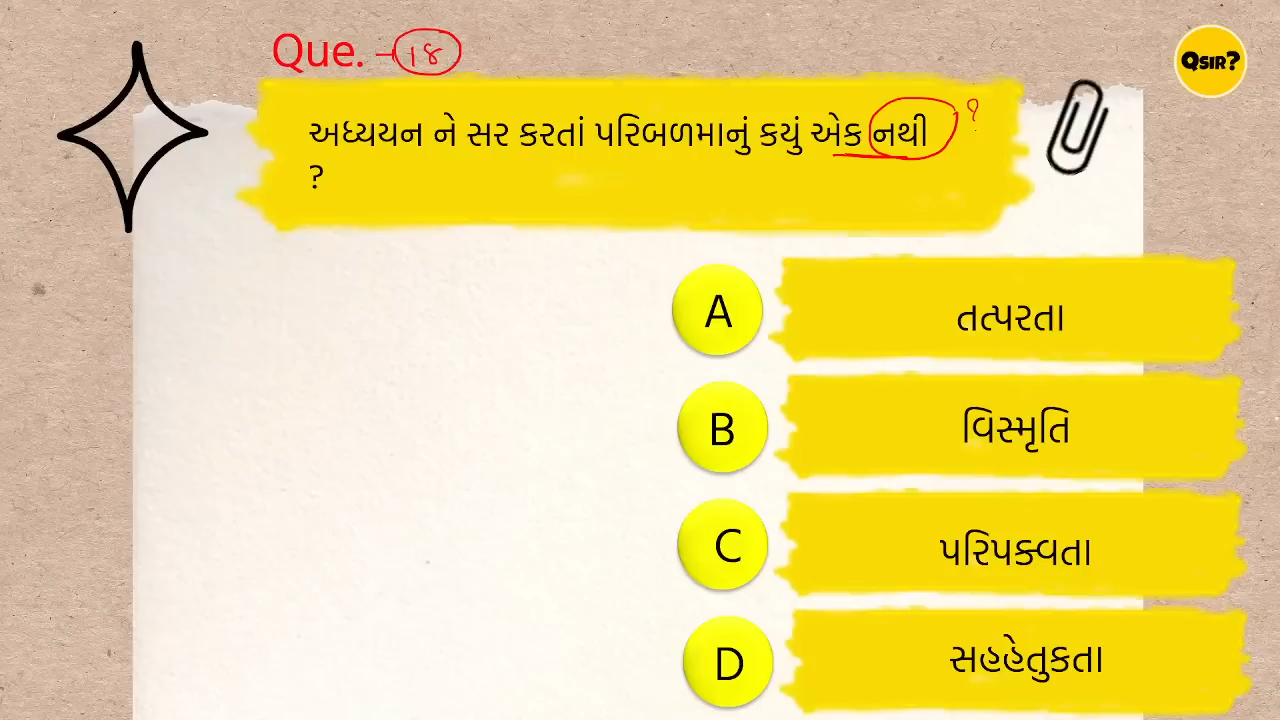 Que. - ૧૪
QSIR?
અધ્યયન ને સર કરતાં પરિબળમાનું કયું એક નથી ?
?
A તત્પરતા
B વિસ્મૃતિ
C પરિપક્વતા
D સહહેતુકતા